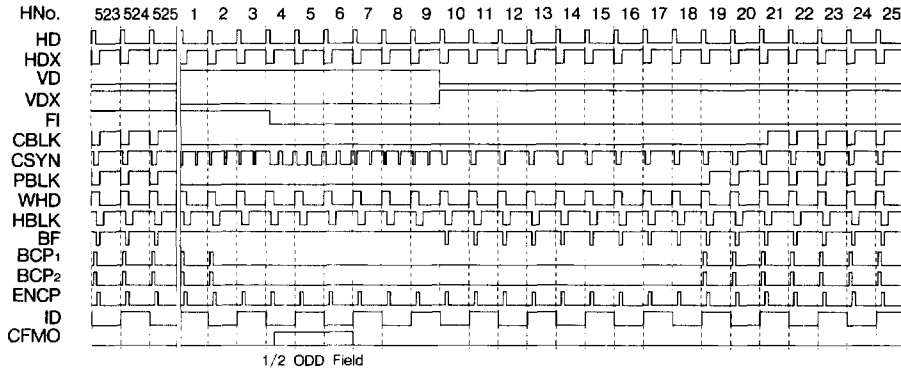 HNo. 523 524 525 1 2 3 4 5 6 7 8 9 10 11 12 13 14 15 16 17 18 19 20 21 22 23 24 25
HD
HDX
VD
VDX
FI
CBLK
CSYN
PBLK
WHD
HBLK
BF
BCP1
BCP2
ENCP
ID
CFMO
1/2 ODD Field